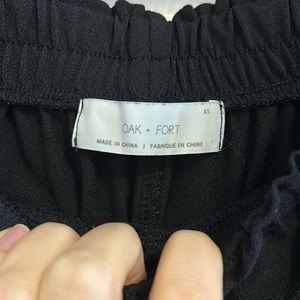 XS
OAK + FORT
MADE IN CHINA | FABRIQUÉ EN CHINE